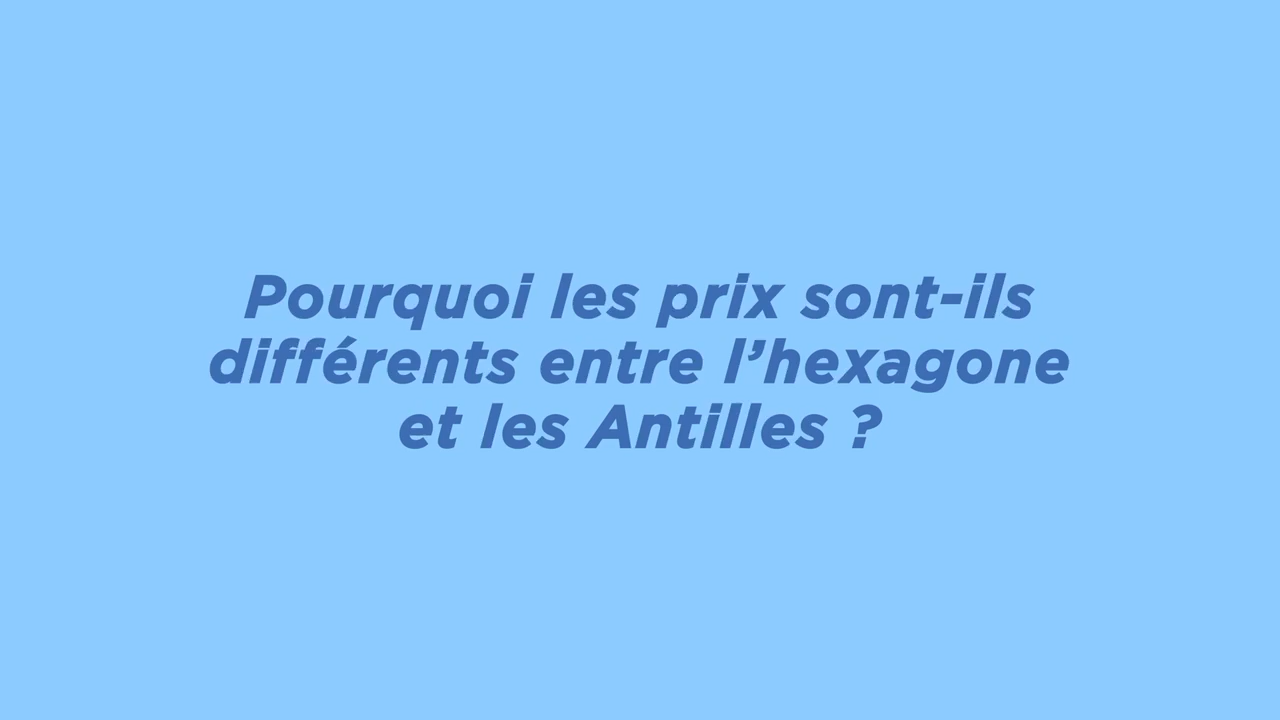 Pourquoi les prix sont-ils
différents entre l’hexagone
et les Antilles ?